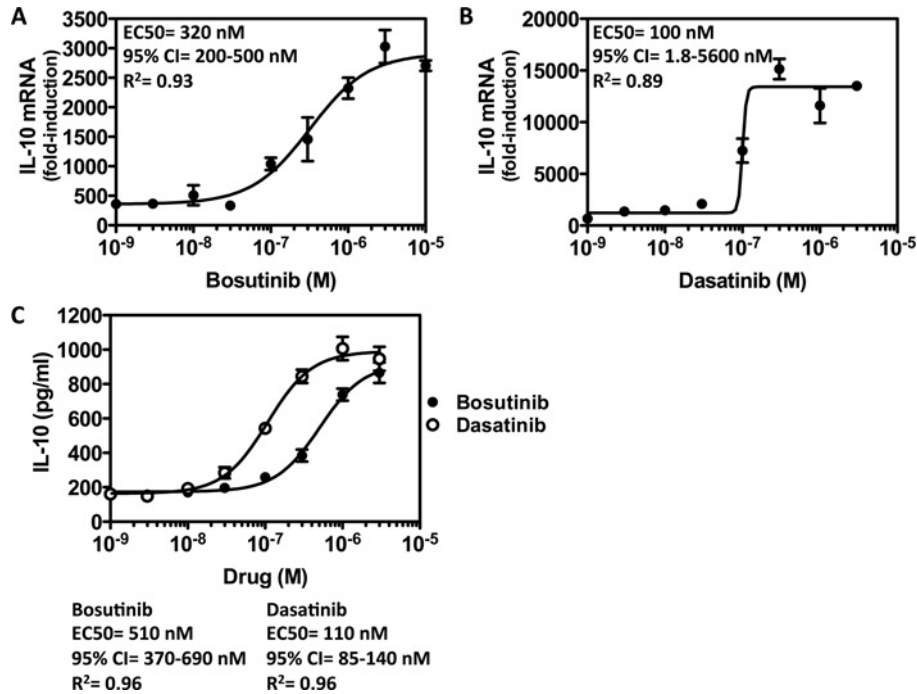 A
EC50= 320 nM
95% CI= 200-500 nM
R²= 0.93
IL-10 mRNA
(fold-induction)
3500
3000
2500
2000
1500
1000
500
0
10⁻⁹ 10⁻⁸ 10⁻⁷ 10⁻⁶ 10⁻⁵
Bosutinib (M)
B
EC50= 100 nM
95% CI= 1.8-5600 nM
R²= 0.89
IL-10 mRNA
(fold-induction)
20000
15000
10000
5000
0
10⁻⁹ 10⁻⁸ 10⁻⁷ 10⁻⁶ 10⁻⁵
Dasatinib (M)
C
IL-10 (pg/ml)
1200
1000
800
600
400
200
0
10⁻⁹ 10⁻⁸ 10⁻⁷ 10⁻⁶ 10⁻⁵
Drug (M)
Bosutinib
Dasatinib
Bosutinib
EC50= 510 nM
95% CI= 370-690 nM
R²= 0.96
Dasatinib
EC50= 110 nM
95% CI= 85-140 nM
R²= 0.96